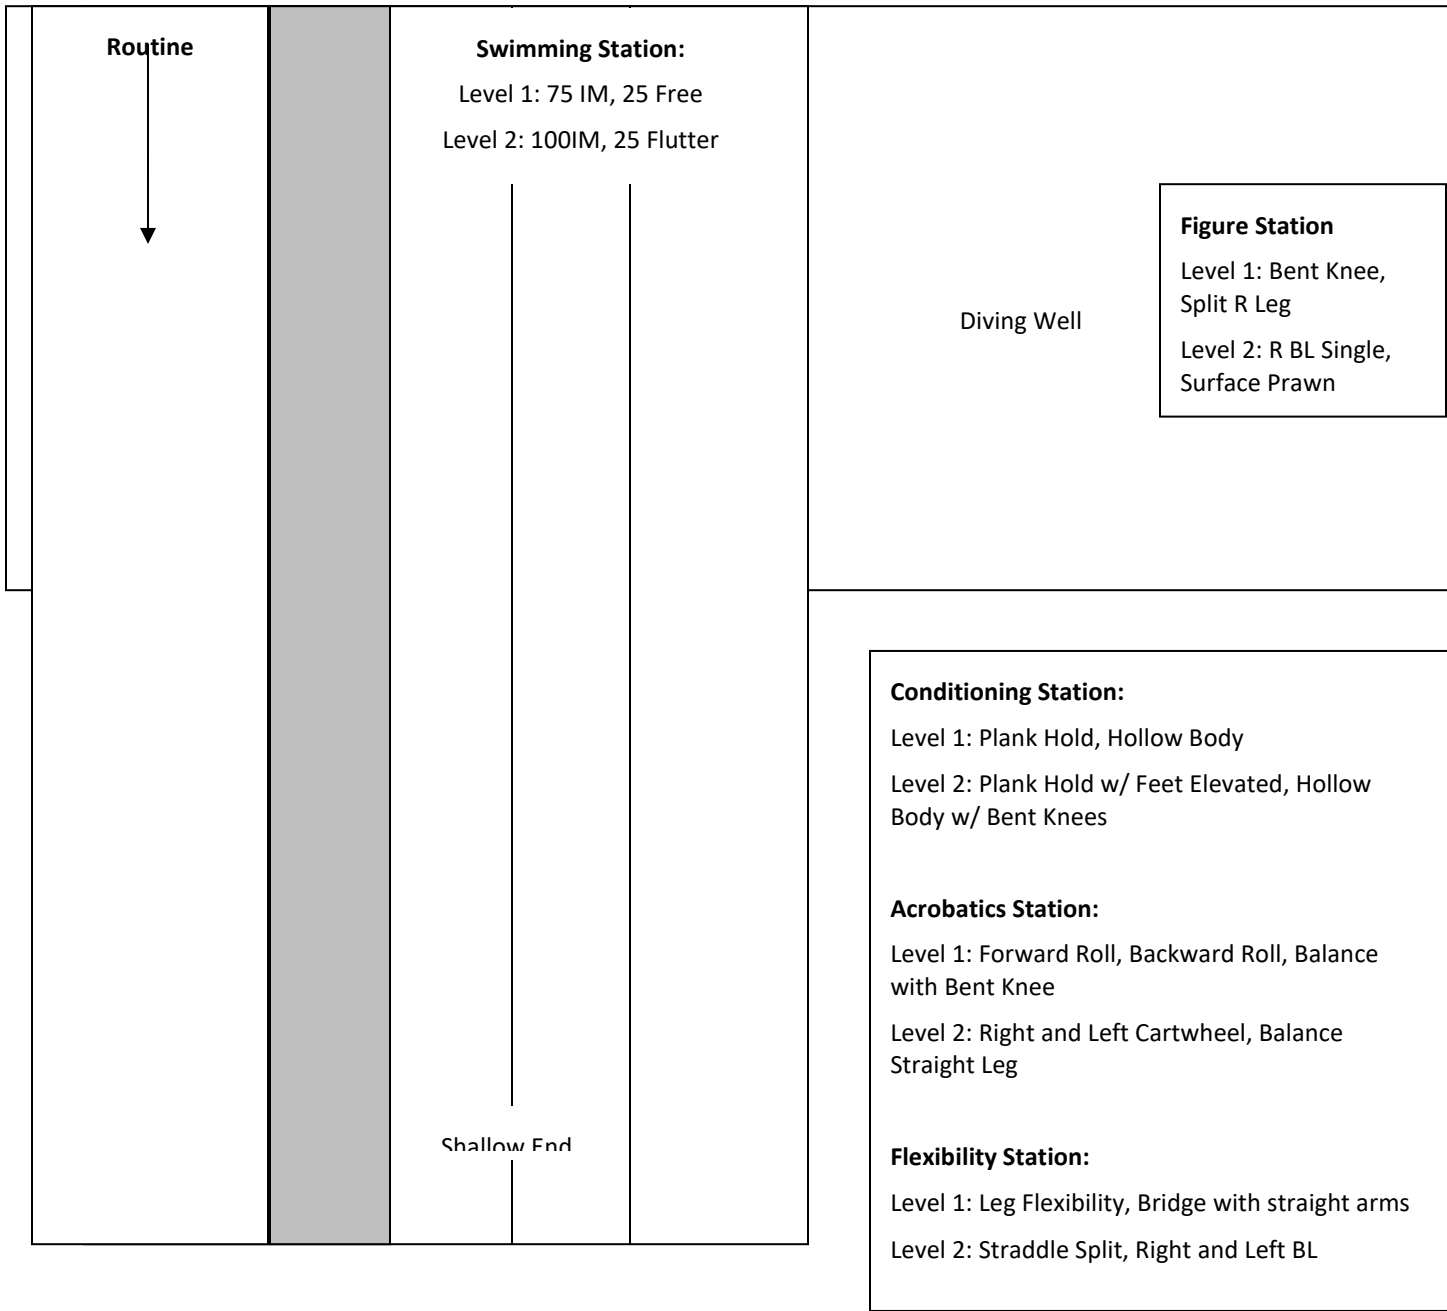 Routine
Swimming Station:
Level 1: 75 IM, 25 Free
Level 2: 100IM, 25 Flutter
Figure Station
Level 1: Bent Knee,
Split R Leg
Level 2: R BL Single,
Surface Prawn
Diving Well
Conditioning Station:
Level 1: Plank Hold, Hollow Body
Level 2: Plank Hold w/ Feet Elevated, Hollow
Body w/ Bent Knees
Acrobatics Station:
Level 1: Forward Roll, Backward Roll, Balance
with Bent Knee
Level 2: Right and Left Cartwheel, Balance
Straight Leg
Shallow End
Flexibility Station:
Level 1: Leg Flexibility, Bridge with straight arms
Level 2: Straddle Split, Right and Left BL